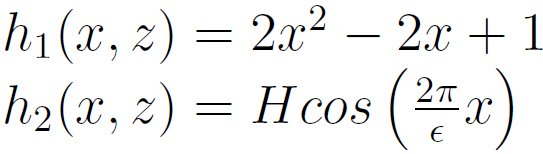 h₁(x, z) = 2x² − 2x + 1
h₂(x, z) = Hcos(2π/ϵ x)